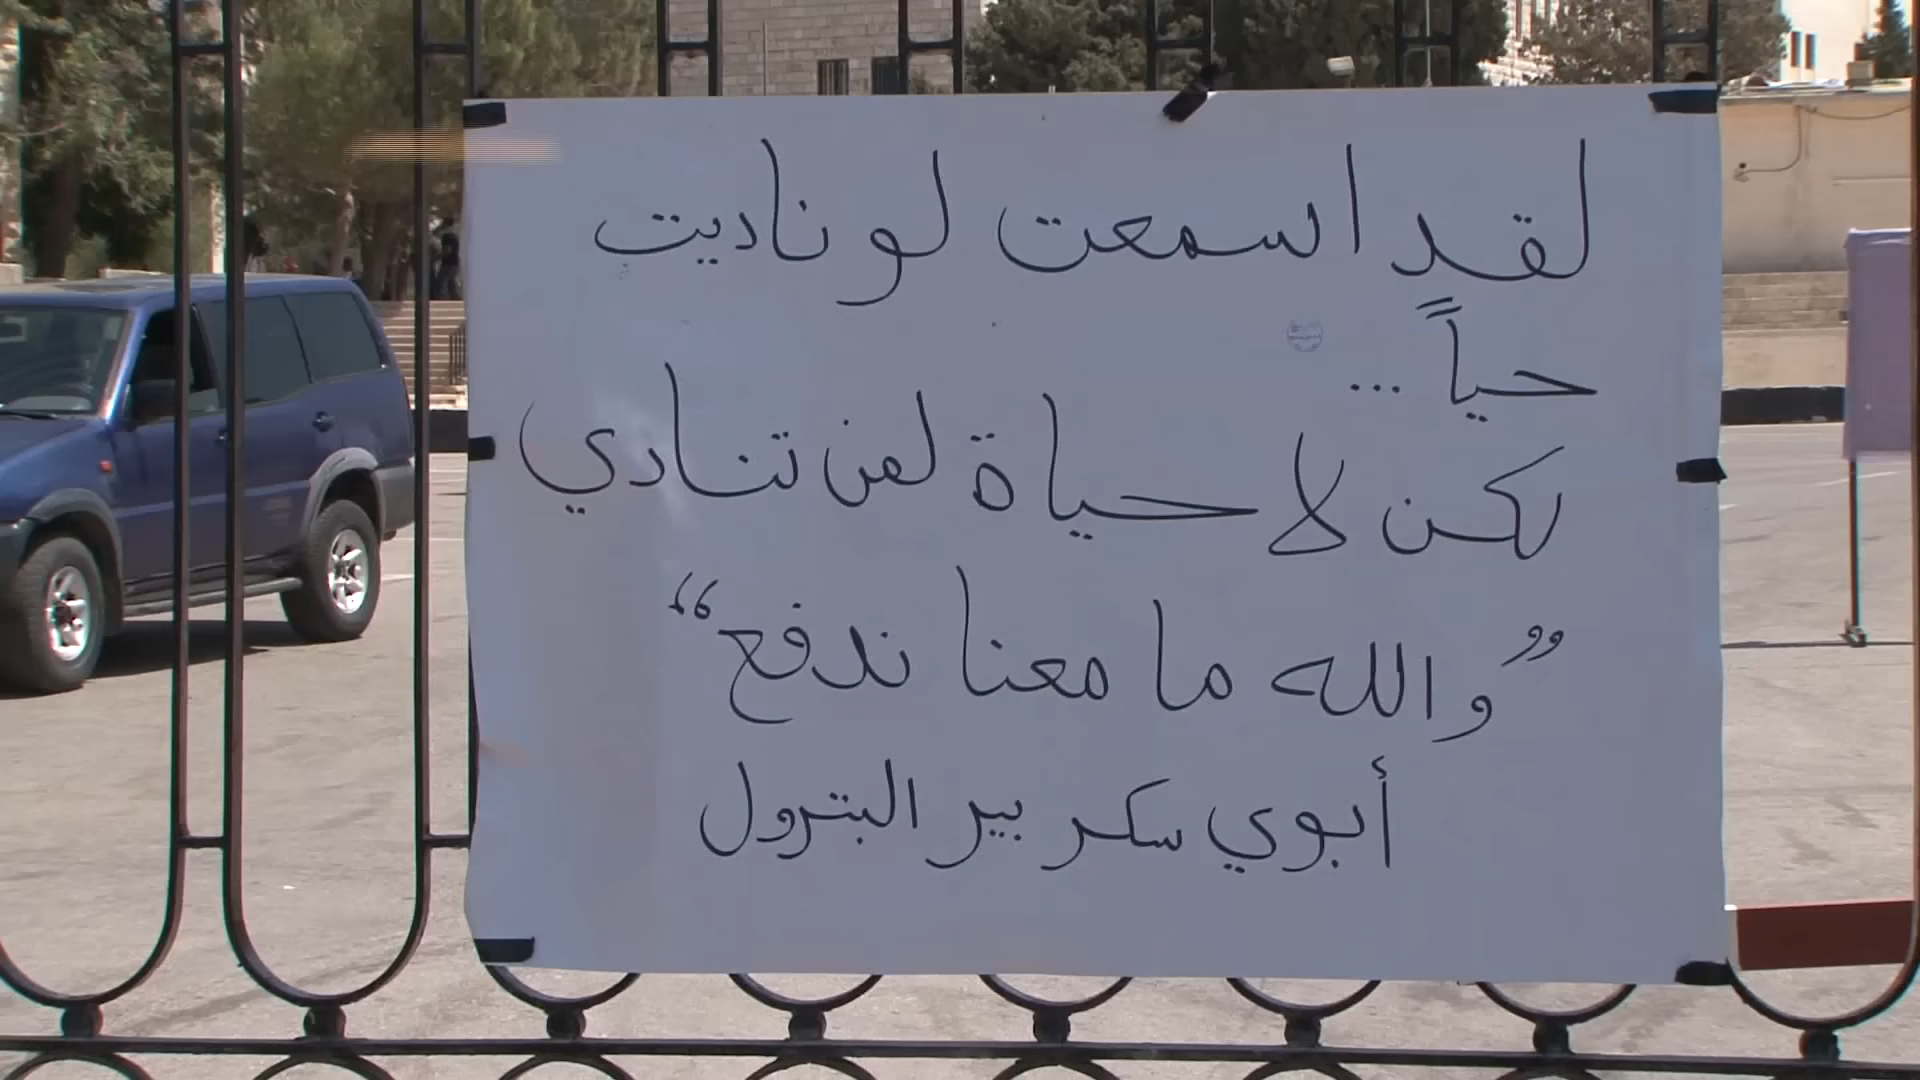 لقد اسمعت لو ناديت
حياً ...
لكن لا حياة لمن تنادي
"والله ما معنا ندفع"
أبوي سكر بير البترول